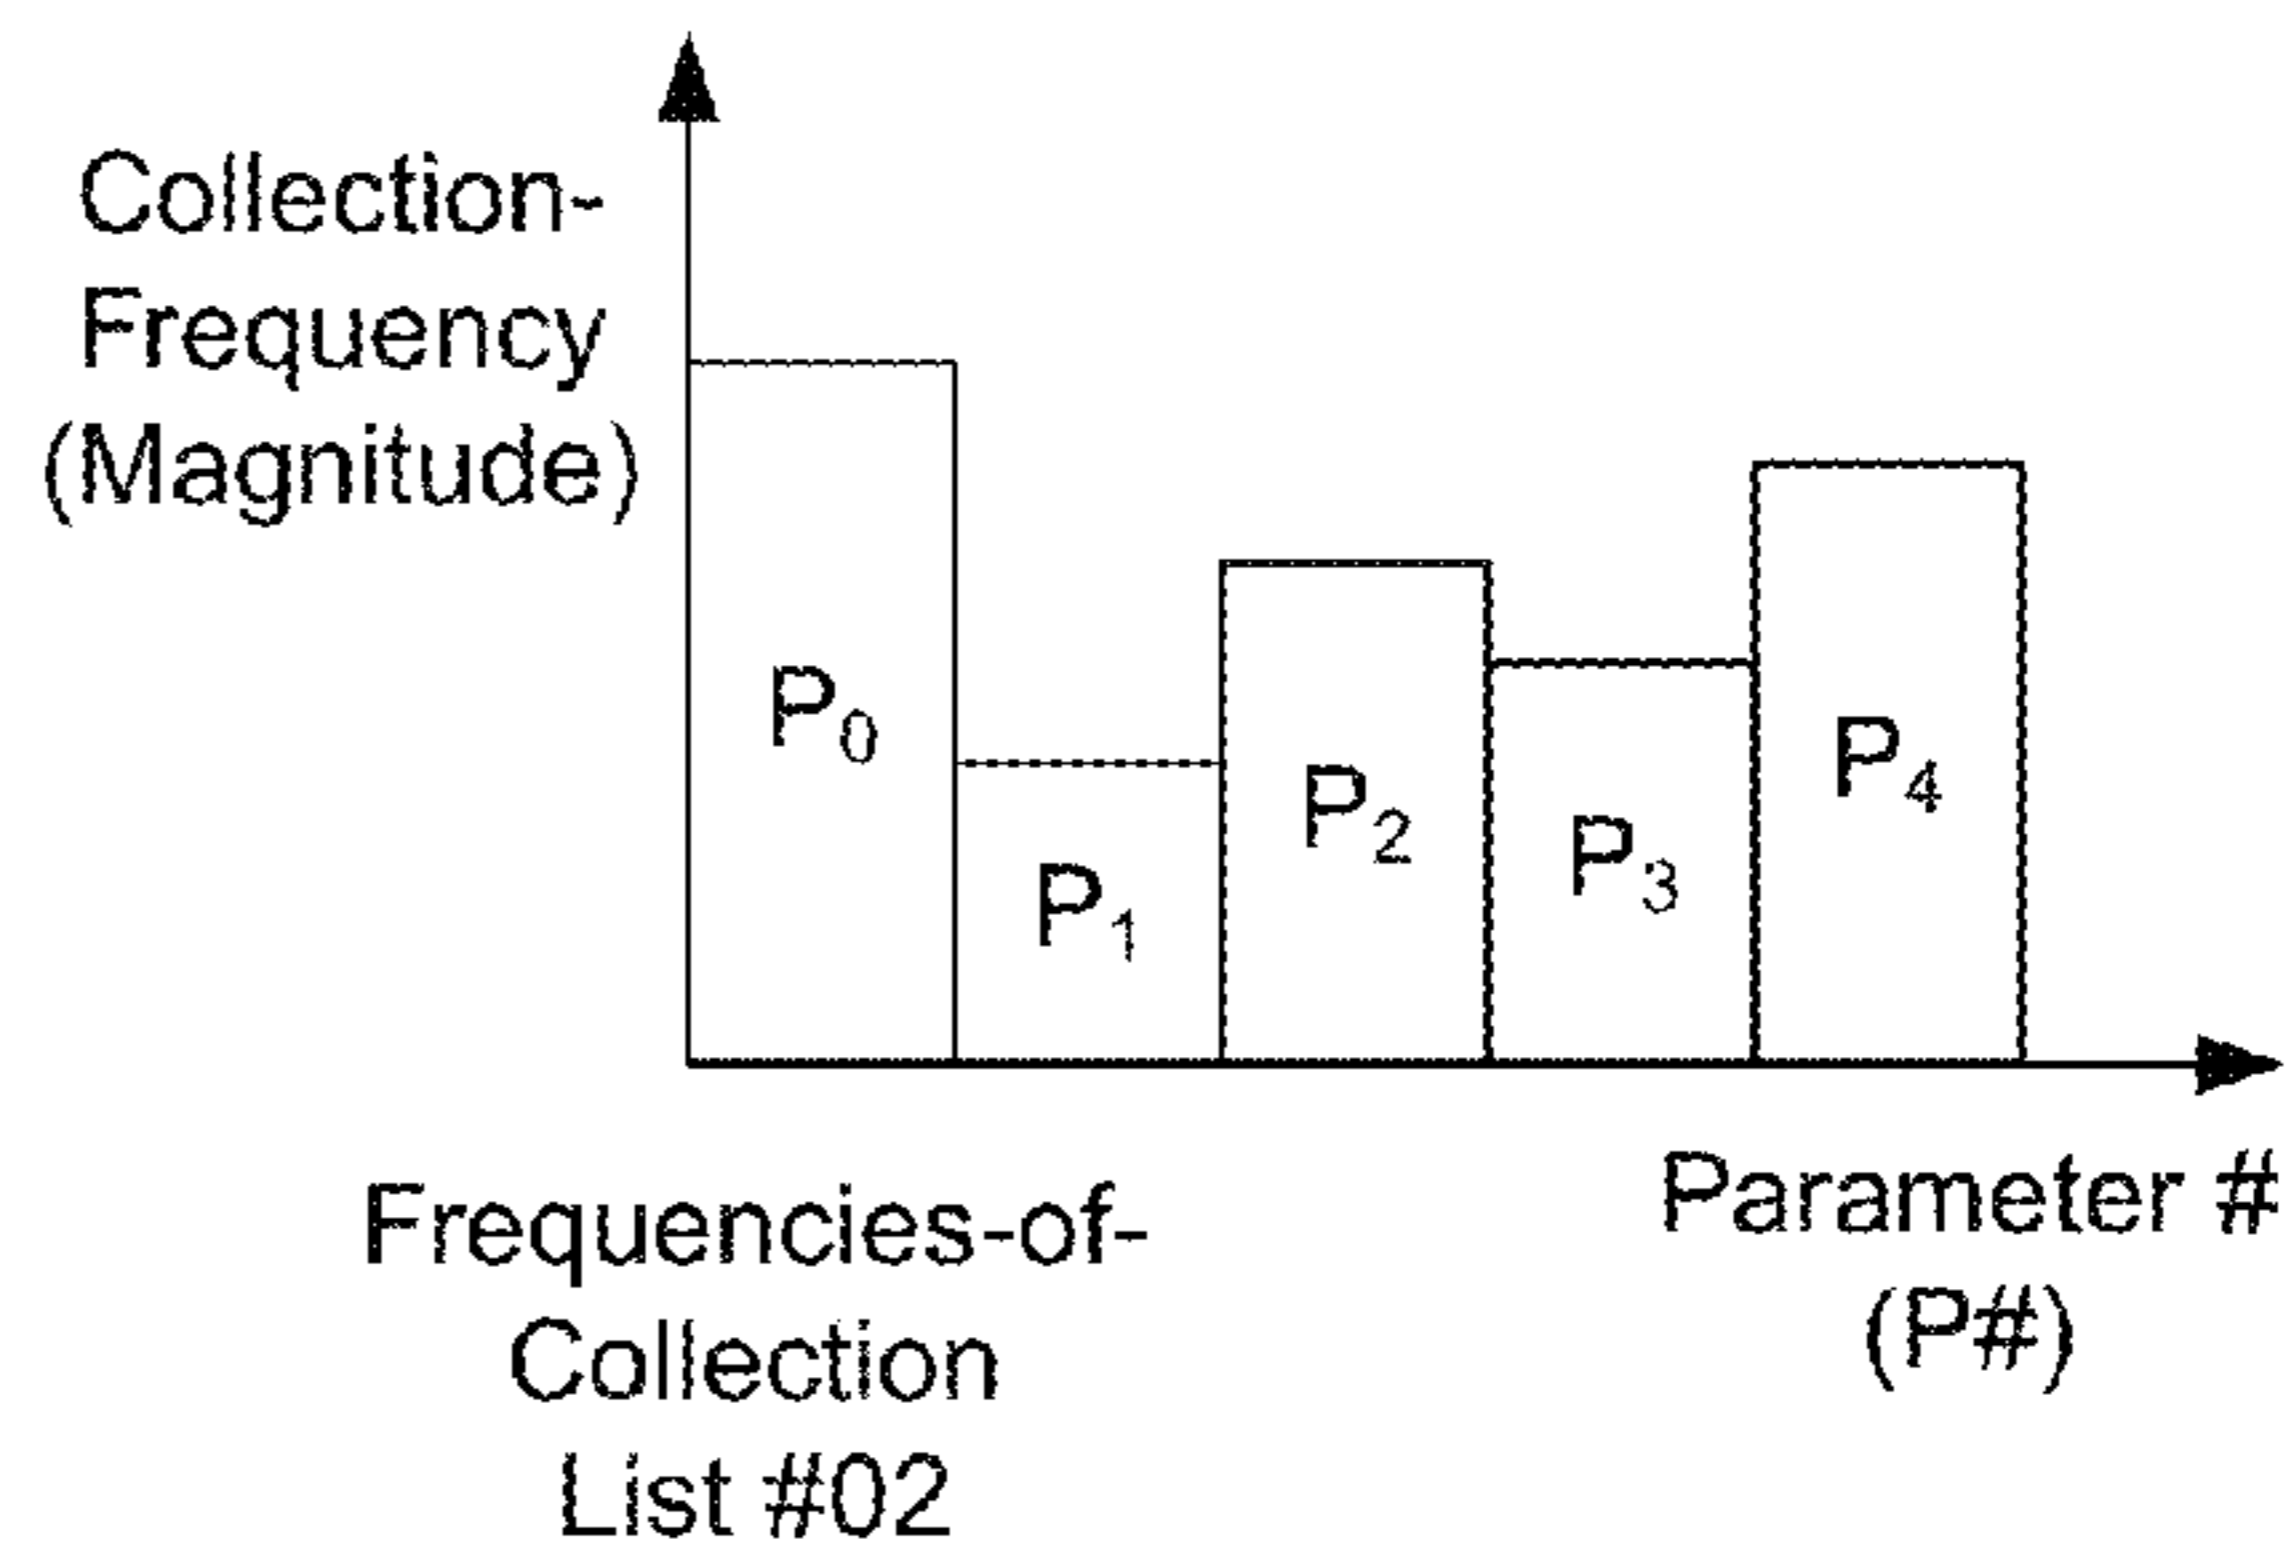 Collection-
Frequency
(Magnitude)
P0
P1
P2
P3
P4
Parameter #
(P#)
Frequencies-of-
Collection
List #02